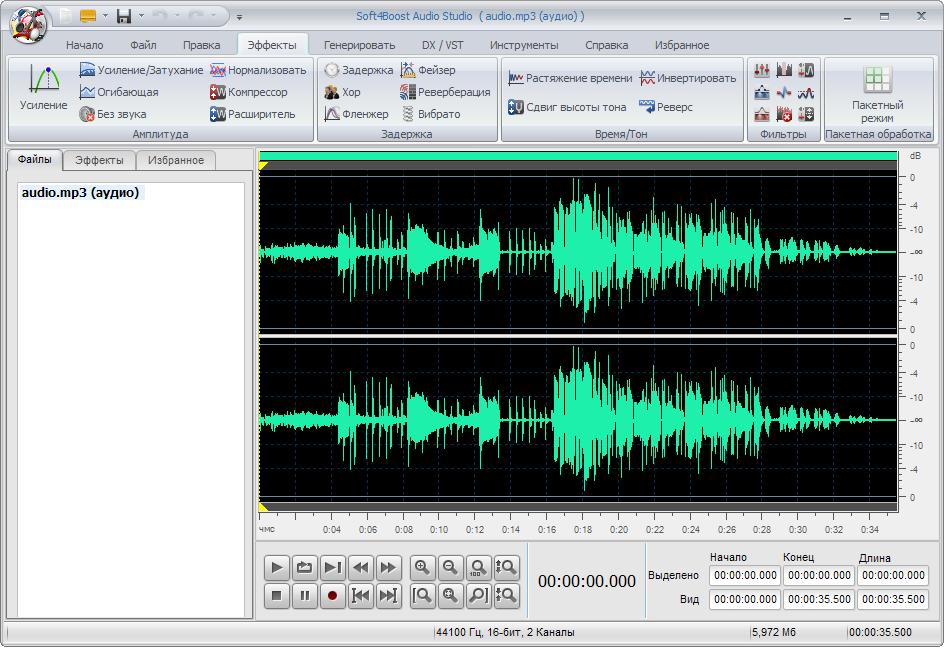 Soft4Boost Audio Studio ( audio.mp3 (аудио) )
Начало Файл Правка Эффекты Генерировать DX / VST Инструменты Справка Избранное
Усиление
Усиление/Затухание
Огибающая
Без звука
Нормализовать
Компрессор
Расширитель
Амплитуда
Задержка
Хор
Фленжер
Фейзер
Реверберация
Вибрато
Задержка
Растяжение времени
Сдвиг высоты тона
Инвертировать
Реверс
Время/Тон
Фильтры
Пакетный
режим
Пакетная обработка
Файлы Эффекты Избранное
audio.mp3 (аудио)
dB
0
-4
-10
-∞
-10
-4
0
0
-4
-10
-∞
-10
-4
0
чмс 0:04 0:06 0:08 0:10 0:12 0:14 0:16 0:18 0:20 0:22 0:24 0:26 0:28 0:30 0:32 0:34
100
00:00:00.000
Начало Конец Длина
Выделено 00:00:00.000 00:00:00.000 00:00:00.000
Вид 00:00:00.000 00:00:35.500 00:00:35.500
44100 Гц, 16-бит, 2 Каналы 5,972 Мб 00:00:35.500